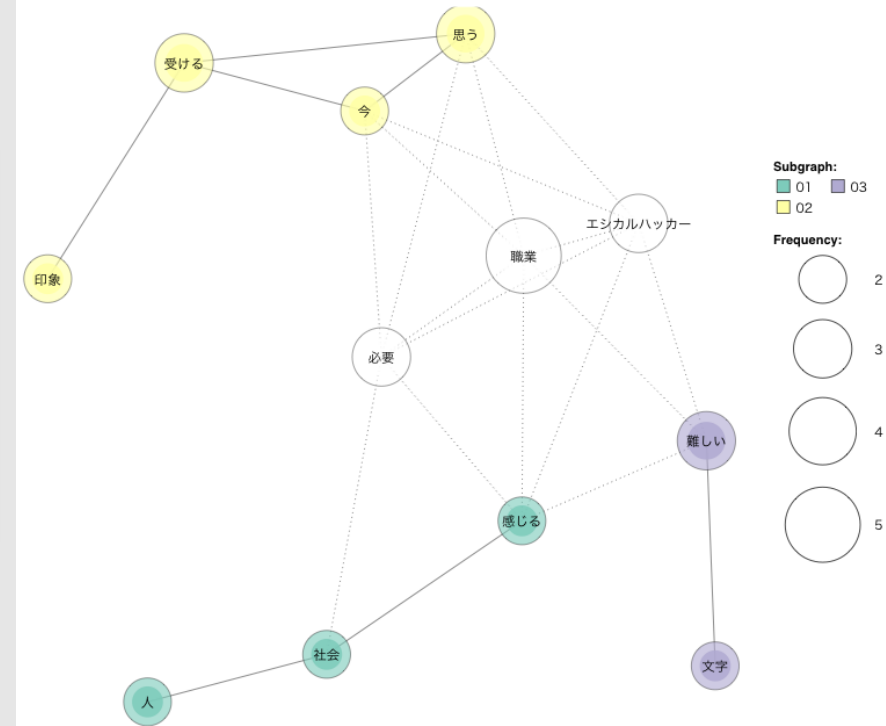 思う
受ける
今
エシカルハッカー
職業
印象
必要
難しい
感じる
社会
文字
人
Subgraph:
01 03
02
Frequency:
2
3
4
5